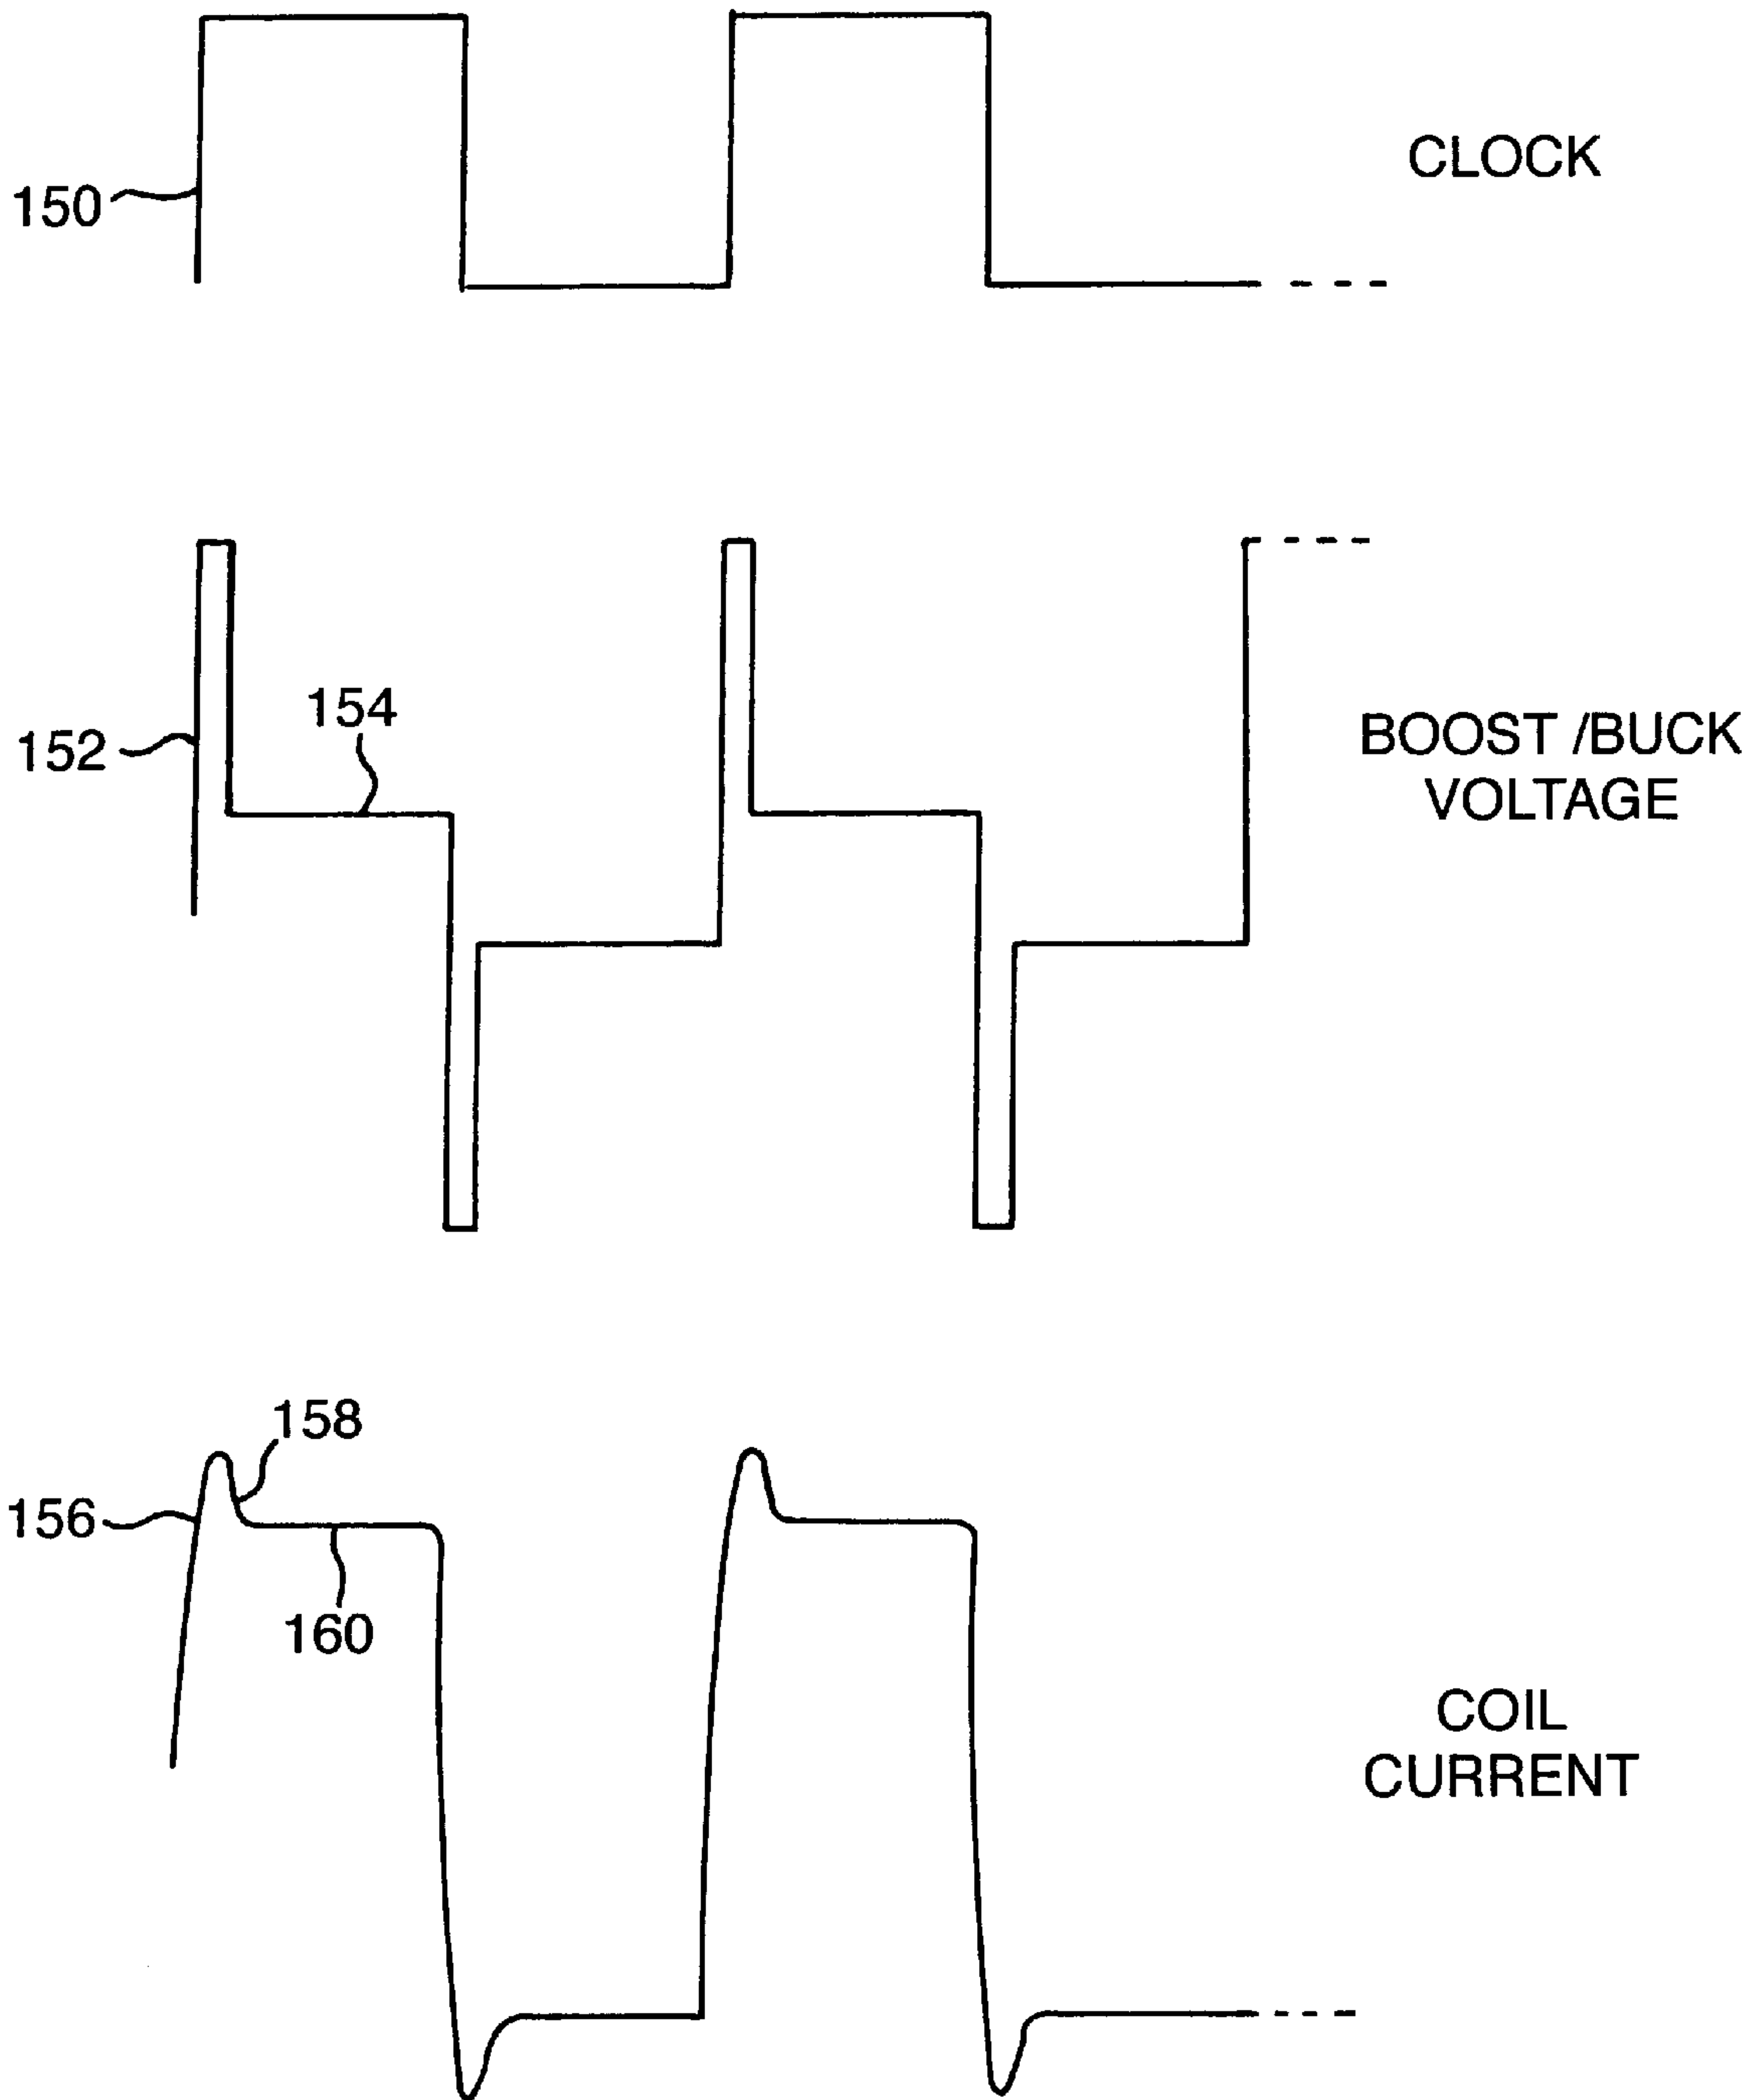 CLOCK
150
154
152
BOOST /BUCK
VOLTAGE
158
156
160
COIL
CURRENT